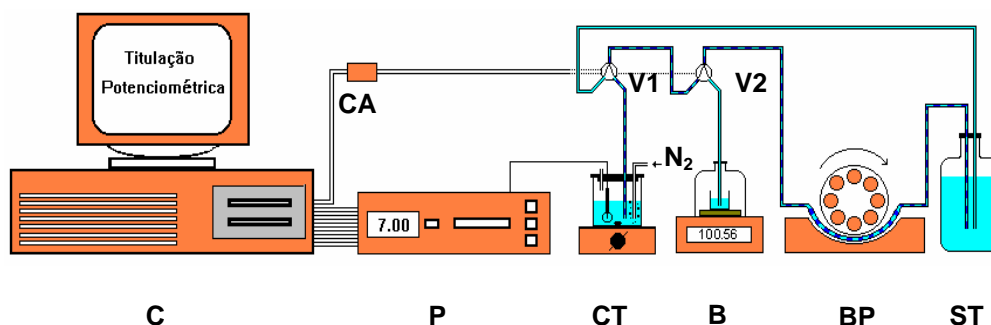 Titulação
Potenciométrica
CA
V1
V2
←N₂
7.00
100.56
C
P
CT
B
BP
ST